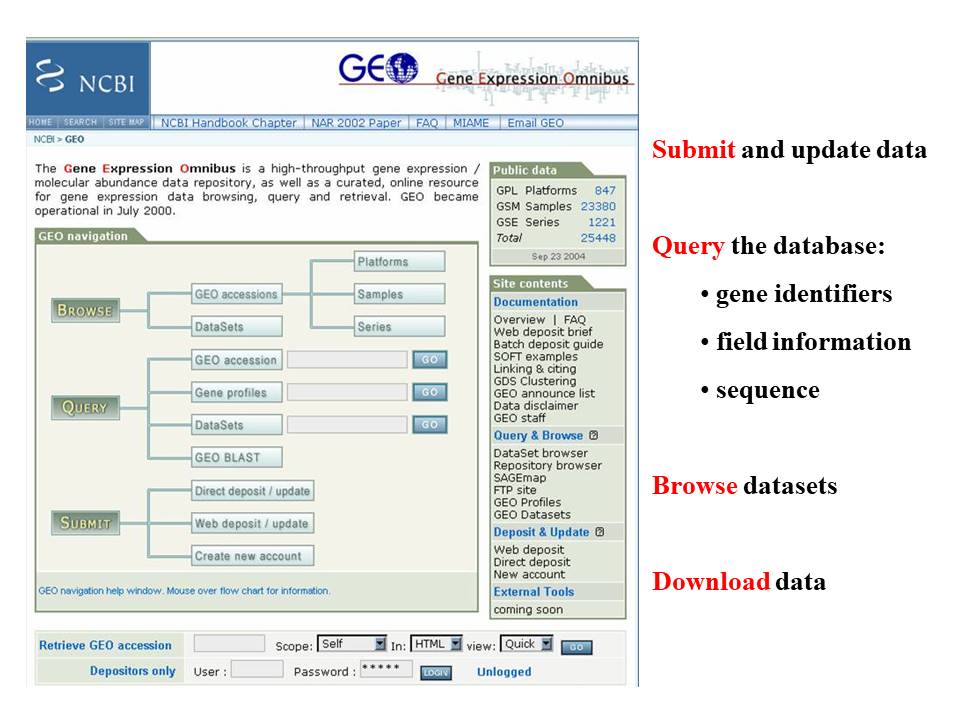 NCBI
GEO
Gene Expression Omnibus
HOME | SEARCH | SITE MAP
NCBI Handbook Chapter | NAR 2002 Paper | FAQ | MIAME | Email GEO
NCBI > GEO
The Gene Expression Omnibus is a high-throughput gene expression /
molecular abundance data repository, as well as a curated, online resource
for gene expression data browsing, query and retrieval. GEO became
operational in July 2000.
GEO navigation
BROWSE
GEO accessions
DataSets
Platforms
Samples
Series
QUERY
GEO accession GO
Gene profiles GO
DataSets GO
GEO BLAST
SUBMIT
Direct deposit / update
Web deposit / update
Create new account
GEO navigation help window. Mouse over flow chart for information.
Public data
GPL Platforms 847
GSM Samples 23380
GSE Series 1221
Total 25448
Sep 23 2004
Site contents
Documentation
Overview | FAQ
Web deposit brief
Batch deposit guide
SOFT examples
Linking & citing
GDS Clustering
GEO announce list
Data disclaimer
GEO staff
Query & Browse ?
DataSet browser
Repository browser
SAGEmap
FTP site
GEO Profiles
GEO Datasets
Deposit & Update ?
Web deposit
Direct deposit
New account
External Tools
coming soon
Retrieve GEO accession Scope: Self In: HTML view: Quick GO
Depositors only User : Password : ***** LOGIN Unlogged
Submit and update data
Query the database:
• gene identifiers
• field information
• sequence
Browse datasets
Download data